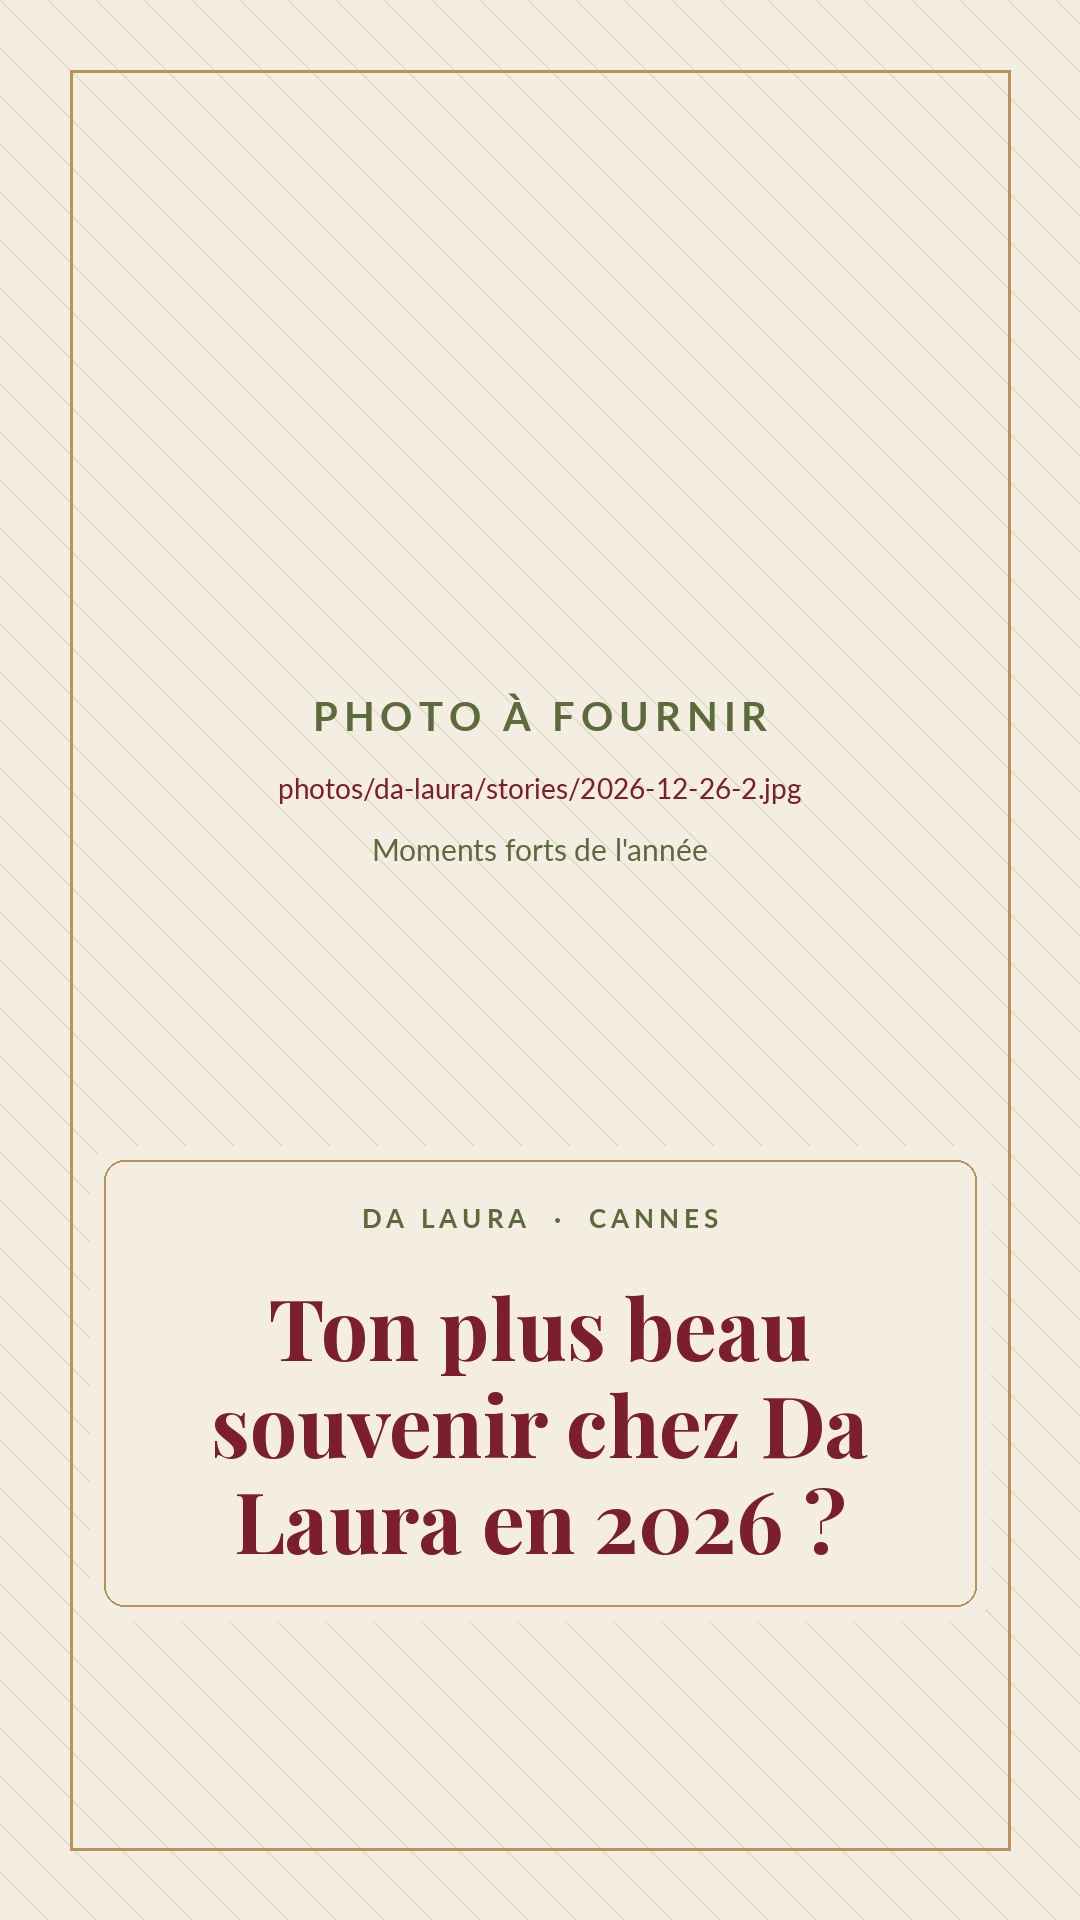 PHOTO À FOURNIR
photos/da-laura/stories/2026-12-26-2.jpg
Moments forts de l'année
DA LAURA · CANNES
Ton plus beau
souvenir chez Da
Laura en 2026 ?